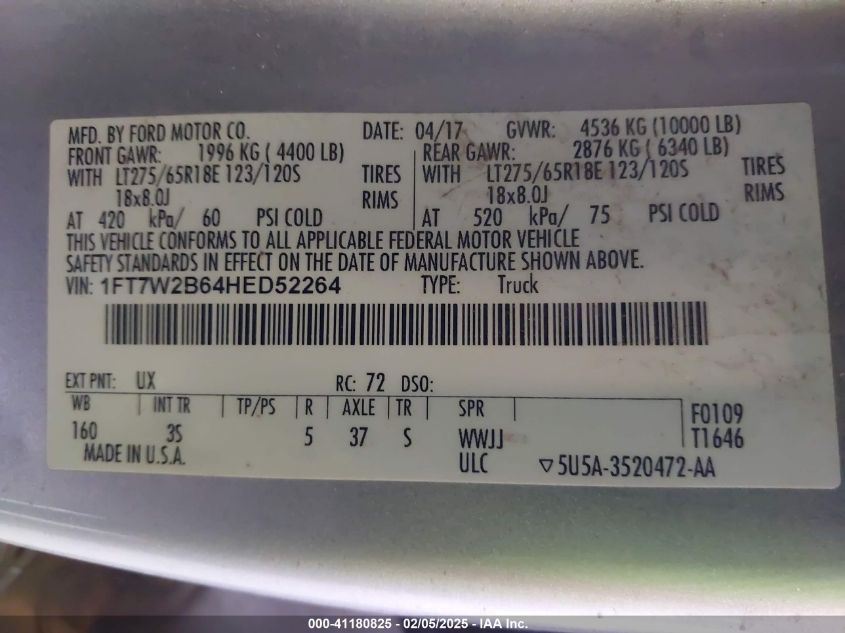 MFD. BY FORD MOTOR CO. DATE: 04/17 GVWR: 4536 KG (10000 LB)
FRONT GAWR: 1996 KG ( 4400 LB) REAR GAWR: 2876 KG ( 6340 LB)
WITH LT275/65R18E 123/120S TIRES WITH LT275/65R18E 123/120S TIRES
18x8.0J RIMS 18x8.0J RIMS
AT 420 kPa/ 60 PSI COLD AT 520 kPa/ 75 PSI COLD
THIS VEHICLE CONFORMS TO ALL APPLICABLE FEDERAL MOTOR VEHICLE
SAFETY STANDARDS IN EFFECT ON THE DATE OF MANUFACTURE SHOWN ABOVE.
VIN: 1FT7W2B64HED52264 TYPE: Truck
EXT PNT: UX RC: 72 DSO:
WB INT TR TP/PS R AXLE TR SPR F0109
160 3S 5 37 S WWJJ T1646
MADE IN U.S.A. ULC ▽5U5A-3520472-AA
000-41180825 - 02/05/2025 - IAA Inc.